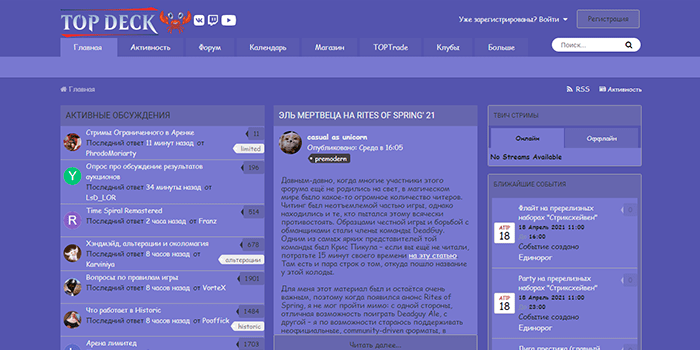 TOP DECK
Уже зарегистрированы? Войти
Регистрация
Главная Активность Форум Календарь Магазин TOPTrade Клубы Больше
Поиск...
Главная
RSS Активность
АКТИВНЫЕ ОБСУЖДЕНИЯ
Стримы Ограниченного в Аренке 11
Последний ответ 11 минут назад от
PhrodoMoriarty limited
Опрос про обсуждение результатов 396
аукционов
Последний ответ 34 минуты назад от
LsD_LOR
Time Spiral Remastered 814
Последний ответ 2 часа назад от Franz
Хэндмэйд, альтерации и околомагия 678
Последний ответ 8 часов назад от
Karviniya альтерации
Вопросы по правилам игры 1901
Последний ответ 8 часов назад от VorteX
Что работает в Historic 1484
Последний ответ 8 часов назад от Pooffick
historic
Арена лимитед 1703
ЭЛЬ МЕРТВЕЦА НА RITES OF SPRING' 21
casual as unicorn
Опубликовано: Среда в 16:05
premodern
Давным-давно, когда многие участники этого
форума ещё не родились на свет, в магическом
мире было какое-то огромное количество читеров.
Читинг был неотъемлемой частью игры, однако
находились и те, кто пытался этому всячески
противостоять. Образцами честной игры и борьбой с
обманщиками стали члены команды DeadGuy.
Одним из самых ярких представителей той
команды был Крис Пикула – если вы ещё не читали,
потратьте 15 минут своего времени на эту статью.
Там есть и пара строк о том, откуда пошло название
у этой колоды.
Для меня этот материал был и остаётся очень
важным, поэтому когда появился анонс Rites of
Spring, я не мог пройти мимо: с одной стороны,
отличная возможность поиграть Deadguy Ale, с
другой – я по возможности стараюсь поддерживать
неофициальные, community-driven форматы, в
Читать далее...
ТВИЧ СТРИМЫ
Онлайн Оффлайн
No Streams Available
БЛИЖАЙШИЕ СОБЫТИЯ
АПР
18
Флайт на пререлизных
наборах "Стриксхейвен"
18 Апрель 2021 11:00
16:00
Событие создано
Единорог
АПР
18
Party на пререлизных
наборах "Стриксхейвен"
18 Апрель 2021 11:00
23:00
Событие создано
Единорог